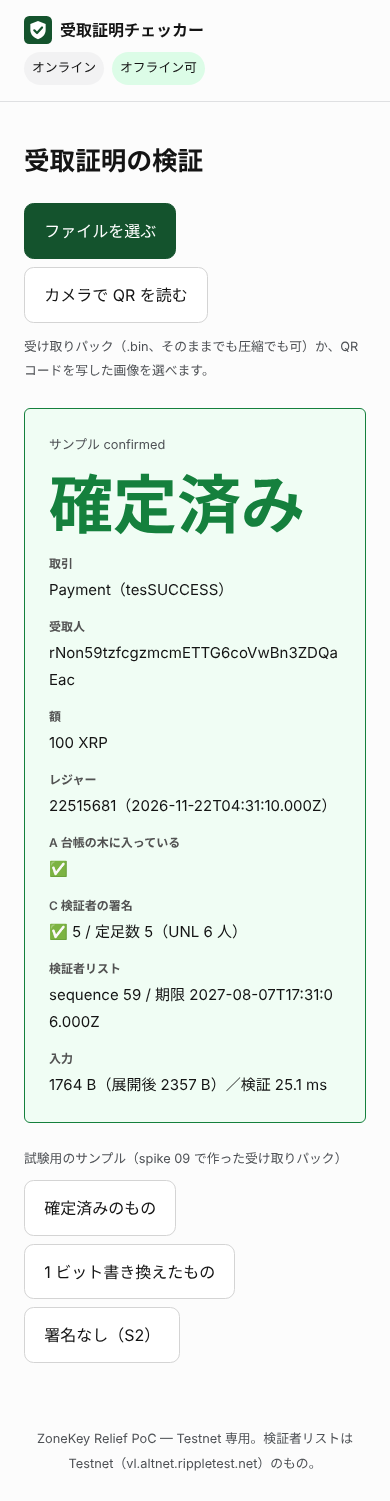 受取証明チェッカー
オンライン
オフライン可
受取証明の検証
ファイルを選ぶ
カメラで QR を読む
受け取りパック（.bin、そのままでも圧縮でも可）か、QR
コードを写した画像を選べます。
サンプル confirmed
確定済み
取引
Payment（tesSUCCESS）
受取人
rNon59tzfcgzmcmETTG6coVwBn3ZDQa
Eac
額
100 XRP
レジャー
22515681（2026-11-22T04:31:10.000Z）
A 台帳の木に入っている
✅
C 検証者の署名
✅ 5 / 定足数 5（UNL 6 人）
検証者リスト
sequence 59 / 期限 2027-08-07T17:31:0
6.000Z
入力
1764 B（展開後 2357 B）／検証 25.1 ms
試験用のサンプル（spike 09 で作った受け取りパック）
確定済みのもの
1 ビット書き換えたもの
署名なし（S2）
ZoneKey Relief PoC — Testnet 専用。検証者リストは
Testnet（vl.altnet.rippletest.net）のもの。